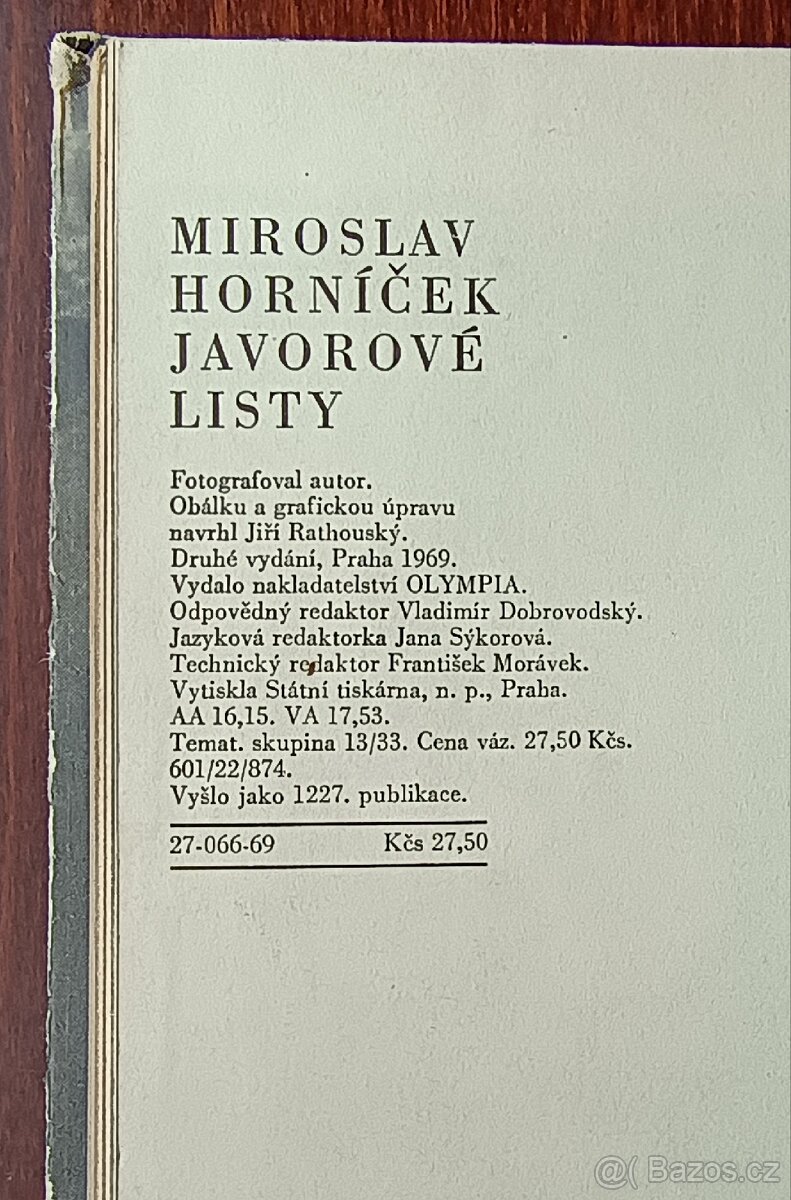 MIROSLAV
HORNÍČEK
JAVOROVÉ
LISTY
Fotografoval autor.
Obálku a grafickou úpravu
navrhl Jiří Rathouský.
Druhé vydání, Praha 1969.
Vydalo nakladatelství OLYMPIA.
Odpovědný redaktor Vladimír Dobrovodský.
Jazyková redaktorka Jana Sýkorová.
Technický redaktor František Morávek.
Vytiskla Státní tiskárna, n. p., Praha.
AA 16,15. VA 17,53.
Temat. skupina 13/33. Cena váz. 27,50 Kčs.
601/22/874.
Vyšlo jako 1227. publikace.
27-066-69 Kčs 27,50
@( Bazos.cz